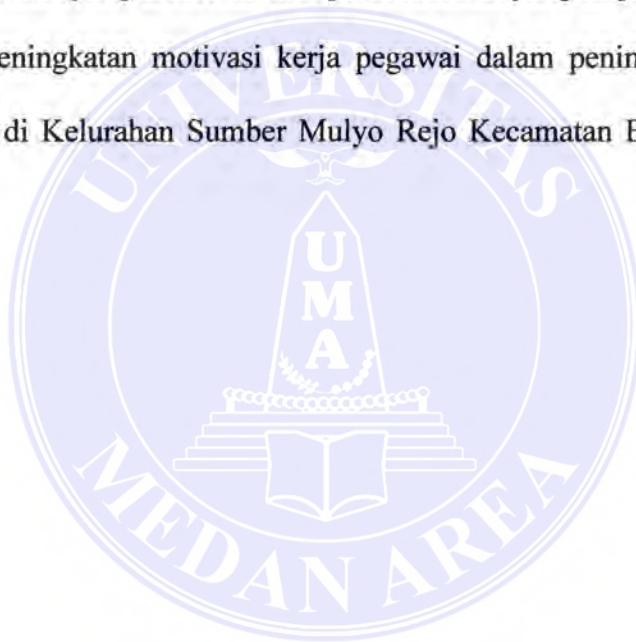 eningkatan motivasi kerja pegawai dalam penin
di Kelurahan Sumber Mulyo Rejo Kecamatan
UNIVERSITAS
UMA
MEDAN AREA